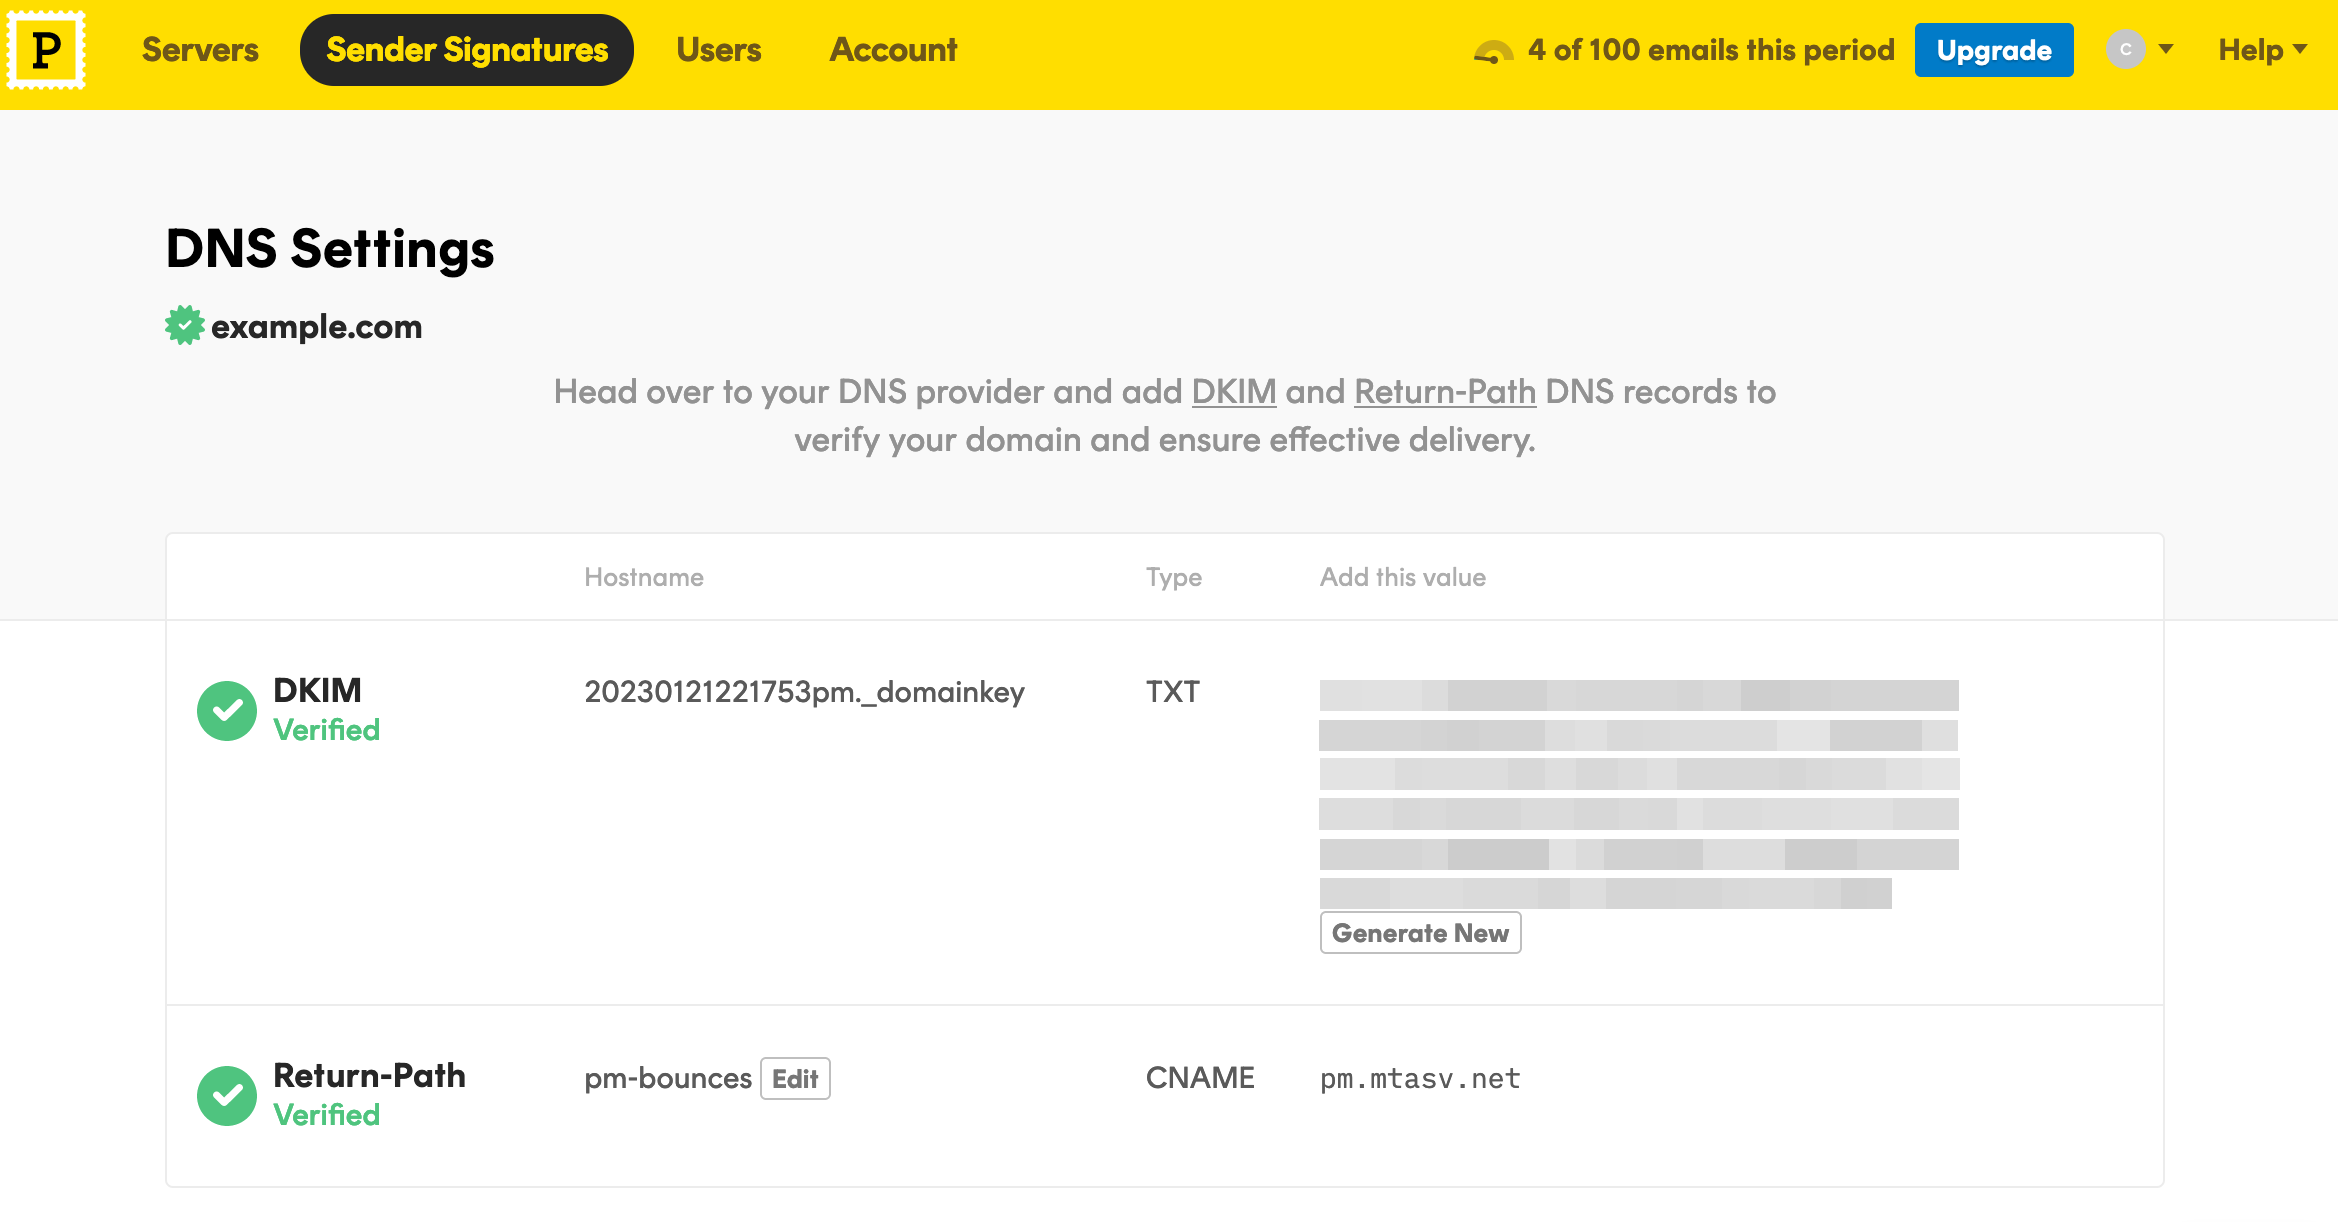 P Servers Sender Signatures Users Account 4 of 100 emails this period Upgrade C Help
DNS Settings
example.com
Head over to your DNS provider and add DKIM and Return-Path DNS records to
verify your domain and ensure effective delivery.
Hostname Type Add this value
DKIM 20230121221753pm._domainkey TXT
Verified
Generate New
Return-Path pm-bounces Edit CNAME pm.mtasv.net
Verified